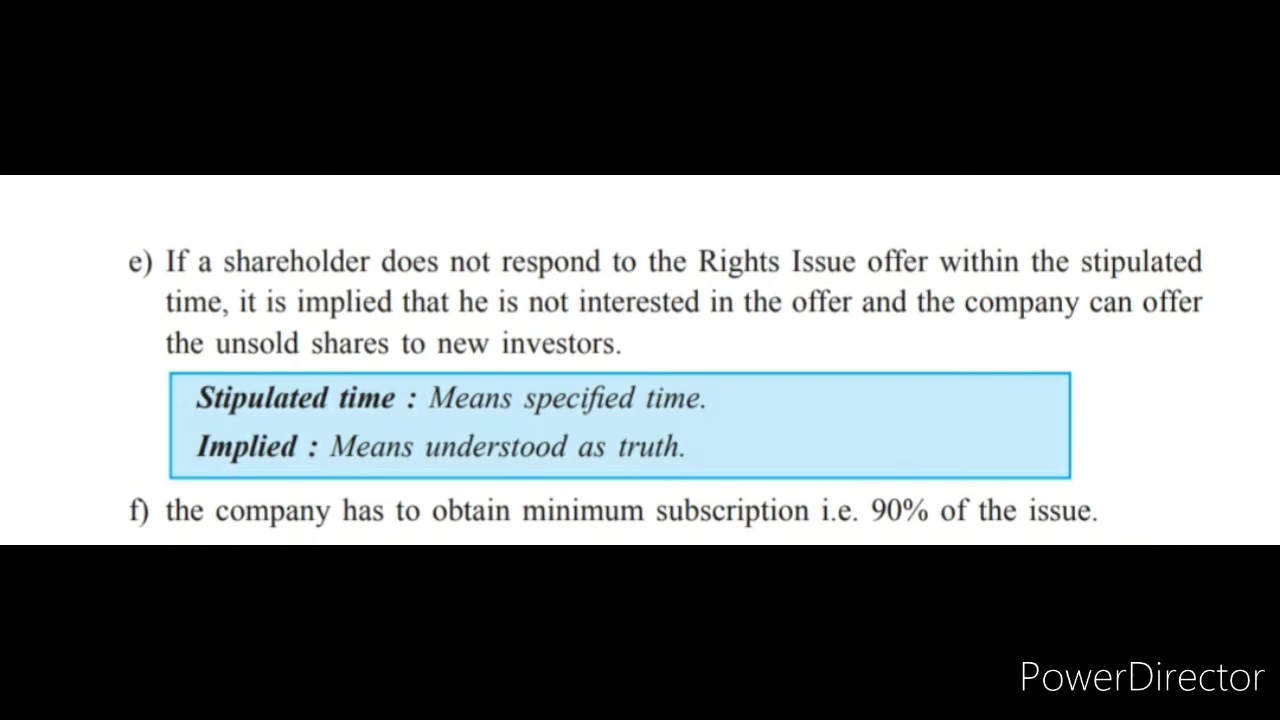 e) If a shareholder does not respond to the Rights Issue offer within the stipulated
time, it is implied that he is not interested in the offer and the company can offer
the unsold shares to new investors.
Stipulated time : Means specified time.
Implied : Means understood as truth.
f) the company has to obtain minimum subscription i.e. 90% of the issue.
PowerDirector